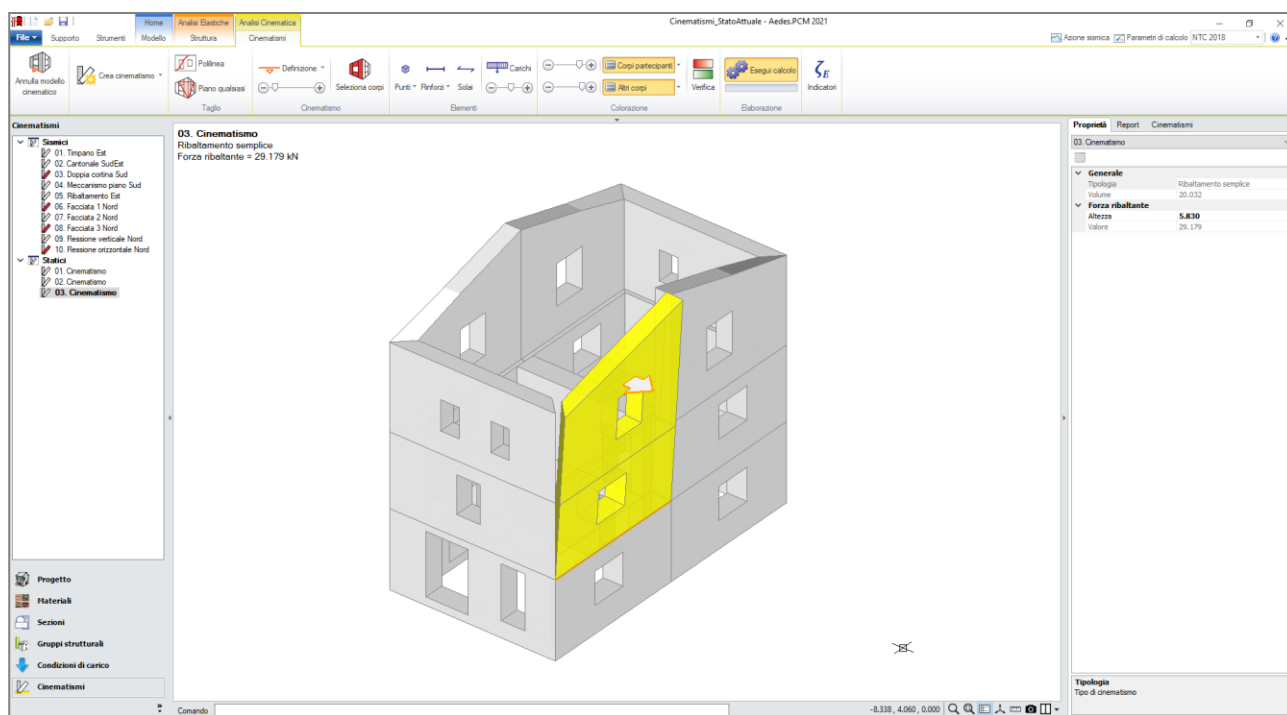 Cinematismi_StatoAttuale - Aedes.PCM 2021
File Home Analisi Elastiche Analisi Cinematica
Supporto Strumenti Modello Struttura Cinematismi
Azione sismica Parametri di calcolo NTC 2018
Annulla modello cinematico
Crea cinematismo
Polilinea
Piano qualsiasi
Taglio
Definizione
Seleziona corpi
Cinematismo
Punti Rinforzi Solai
Carichi
Elementi
Corpi partecipanti
Altri corpi
Colorazione
Verifica
Esegui calcolo
Elaborazione
ζE
Indicatori
Cinematismi
Sismici
01. Timpano Est
02. Cantonale SudEst
03. Doppia cortina Sud
04. Meccanismo piano Sud
05. Ribaltamento Est
06. Facciata 1 Nord
07. Facciata 2 Nord
08. Facciata 3 Nord
09. Flessione verticale Nord
10. Flessione orizzontale Nord
Statici
01. Cinematismo
02. Cinematismo
03. Cinematismo
Progetto
Materiali
Sezioni
Gruppi strutturali
Condizioni di carico
Cinematismi
03. Cinematismo
Ribaltamento semplice
Forza ribaltante = 29.179 kN
Comando
-8.338 , 4.060 , 0.000
Proprietà Report Cinematismi
03. Cinematismo
Generale
Tipologia Ribaltamento semplice
Volume 20.032
Forza ribaltante
Altezza 5.830
Valore 29.179
Tipologia
Tipo di cinematismo